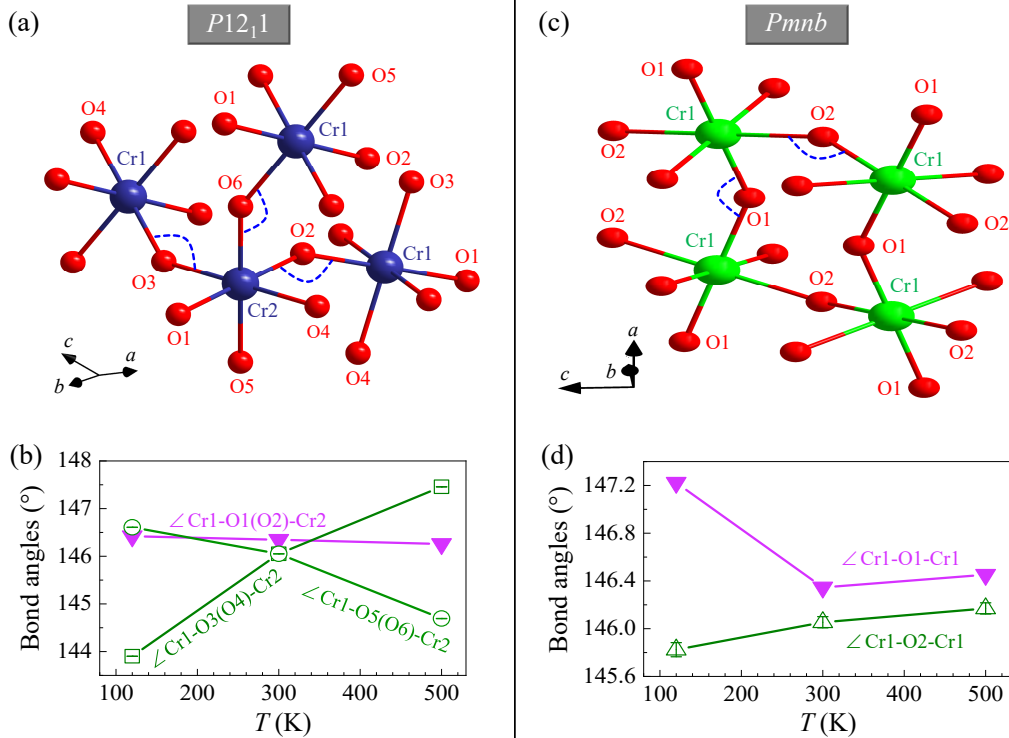 (a)
P12₁1
O4
O1
O5
Cr1
Cr1
O2
O6
O3
O2
O3
Cr1
O1
Cr2
O1
O4
O5
O4
c
a
b
(c)
Pmnb
O1
O2
O1
Cr1
O2
Cr1
O1
O2
O2
O1
Cr1
Cr1
O2
O2
O1
O1
a
b
c
(b)
148
147
146
145
144
Bond angles (°)
∠Cr1-O1(O2)-Cr2
∠Cr1-O3(O4)-Cr2
∠Cr1-O5(O6)-Cr2
100 200 300 400 500
T (K)
(d)
147.2
146.8
146.4
146.0
145.6
Bond angles (°)
∠Cr1-O1-Cr1
∠Cr1-O2-Cr1
100 200 300 400 500
T (K)